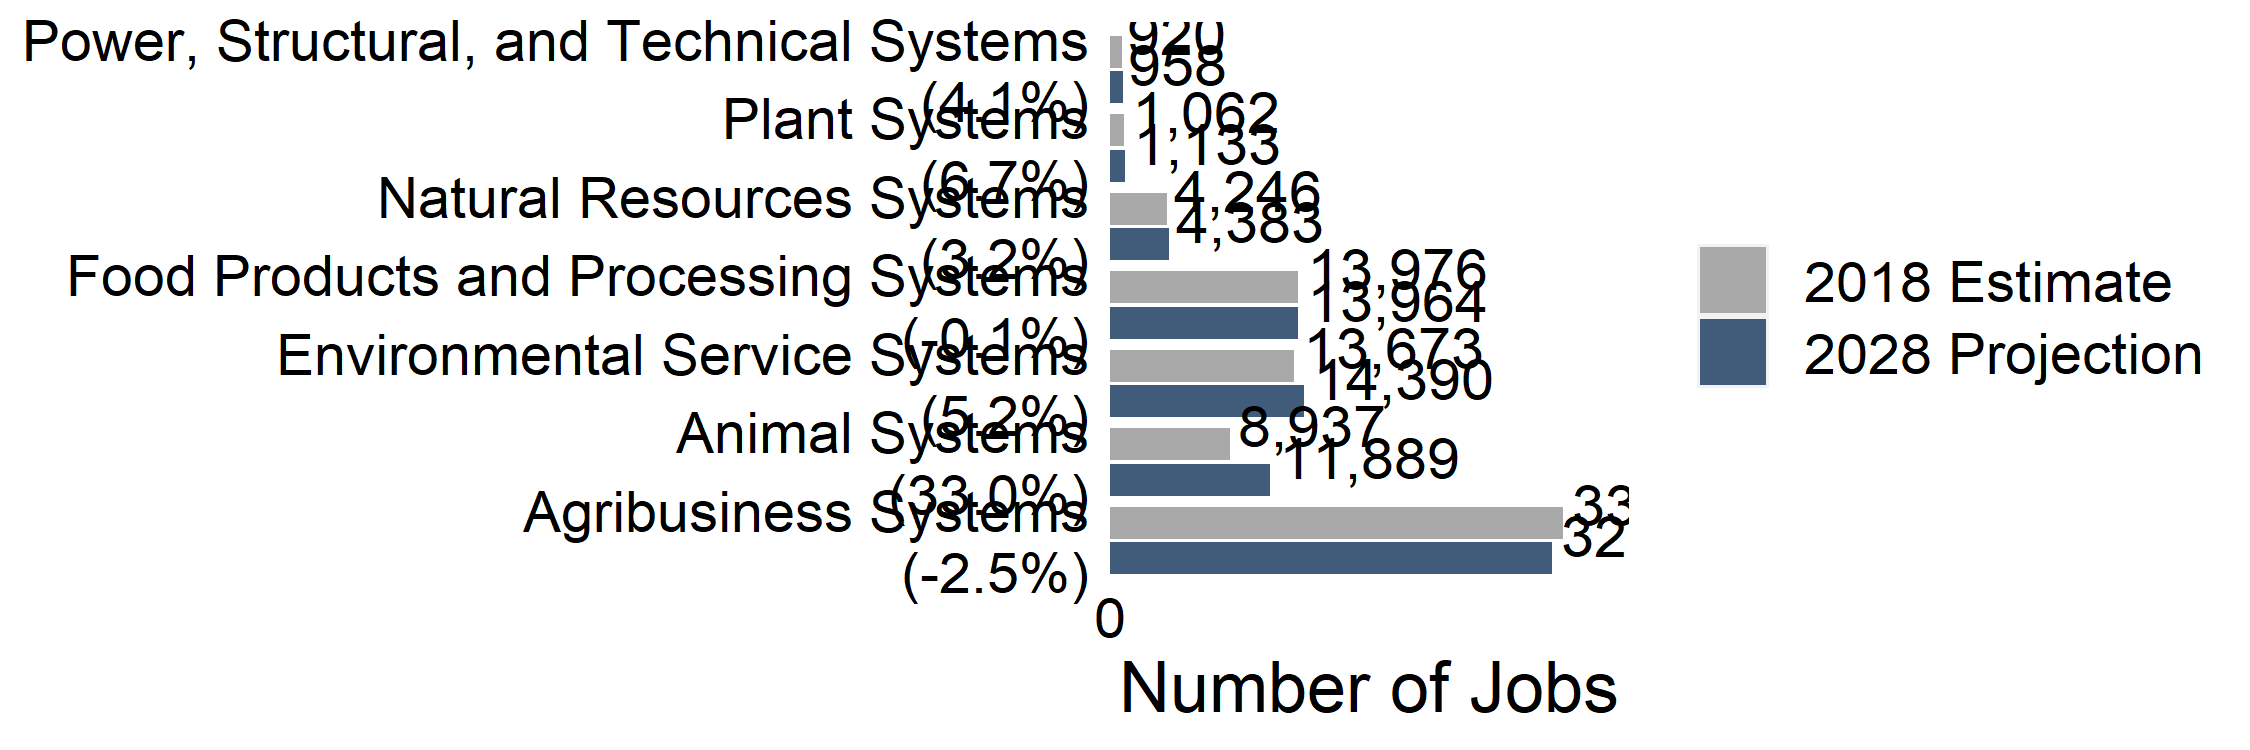 Power, Structural, and Technical Systems
(4.1%)
920
958
Plant Systems
(6.7%)
1,062
1,133
Natural Resources Systems
(3.2%)
4,246
4,383
Food Products and Processing Systems
(-0.1%)
13,976
13,964
Environmental Service Systems
(5.2%)
13,673
14,390
Animal Systems
(33.0%)
8,937
11,889
Agribusiness Systems
(-2.5%)
33
32
0
Number of Jobs
2018 Estimate
2028 Projection